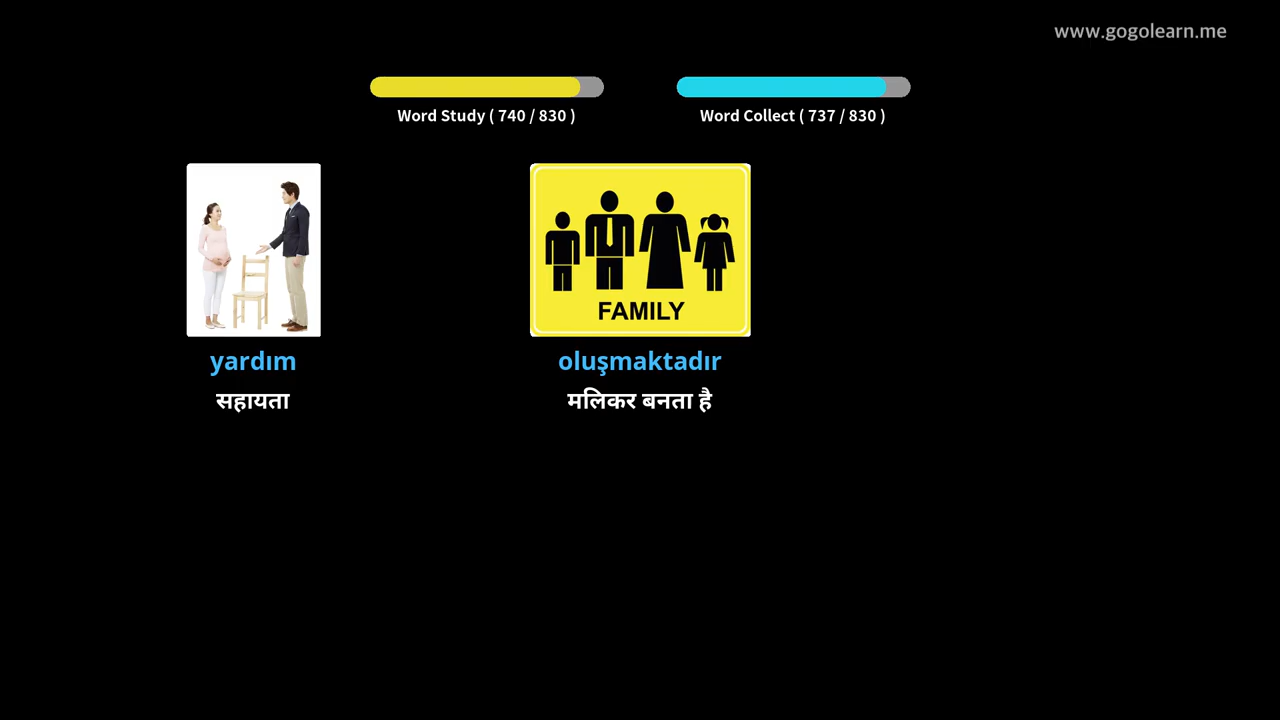 www.gogolearn.me
Word Study ( 740 / 830 )
Word Collect ( 737 / 830 )
FAMILY
yardım
oluşmaktadır
सहायता
मलिकर बनता है